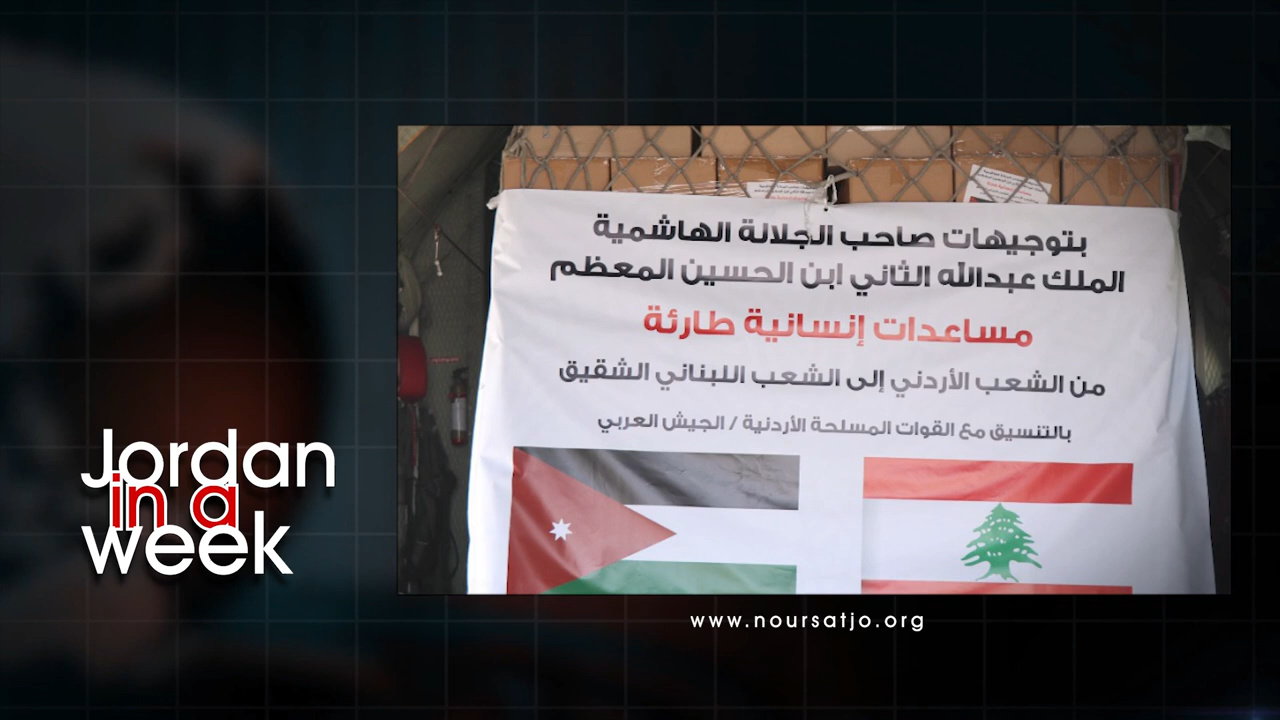 بتوجيهات صاحب الجلالة الهاشمية
الملك عبدالله الثاني ابن الحسين المعظم
مساعدات إنسانية طارئة
من الشعب الأردني إلى الشعب اللبناني الشقيق
بالتنسيق مع القوات المسلحة الأردنية / الجيش العربي
Jordan
in a
week
www.noursatjo.org